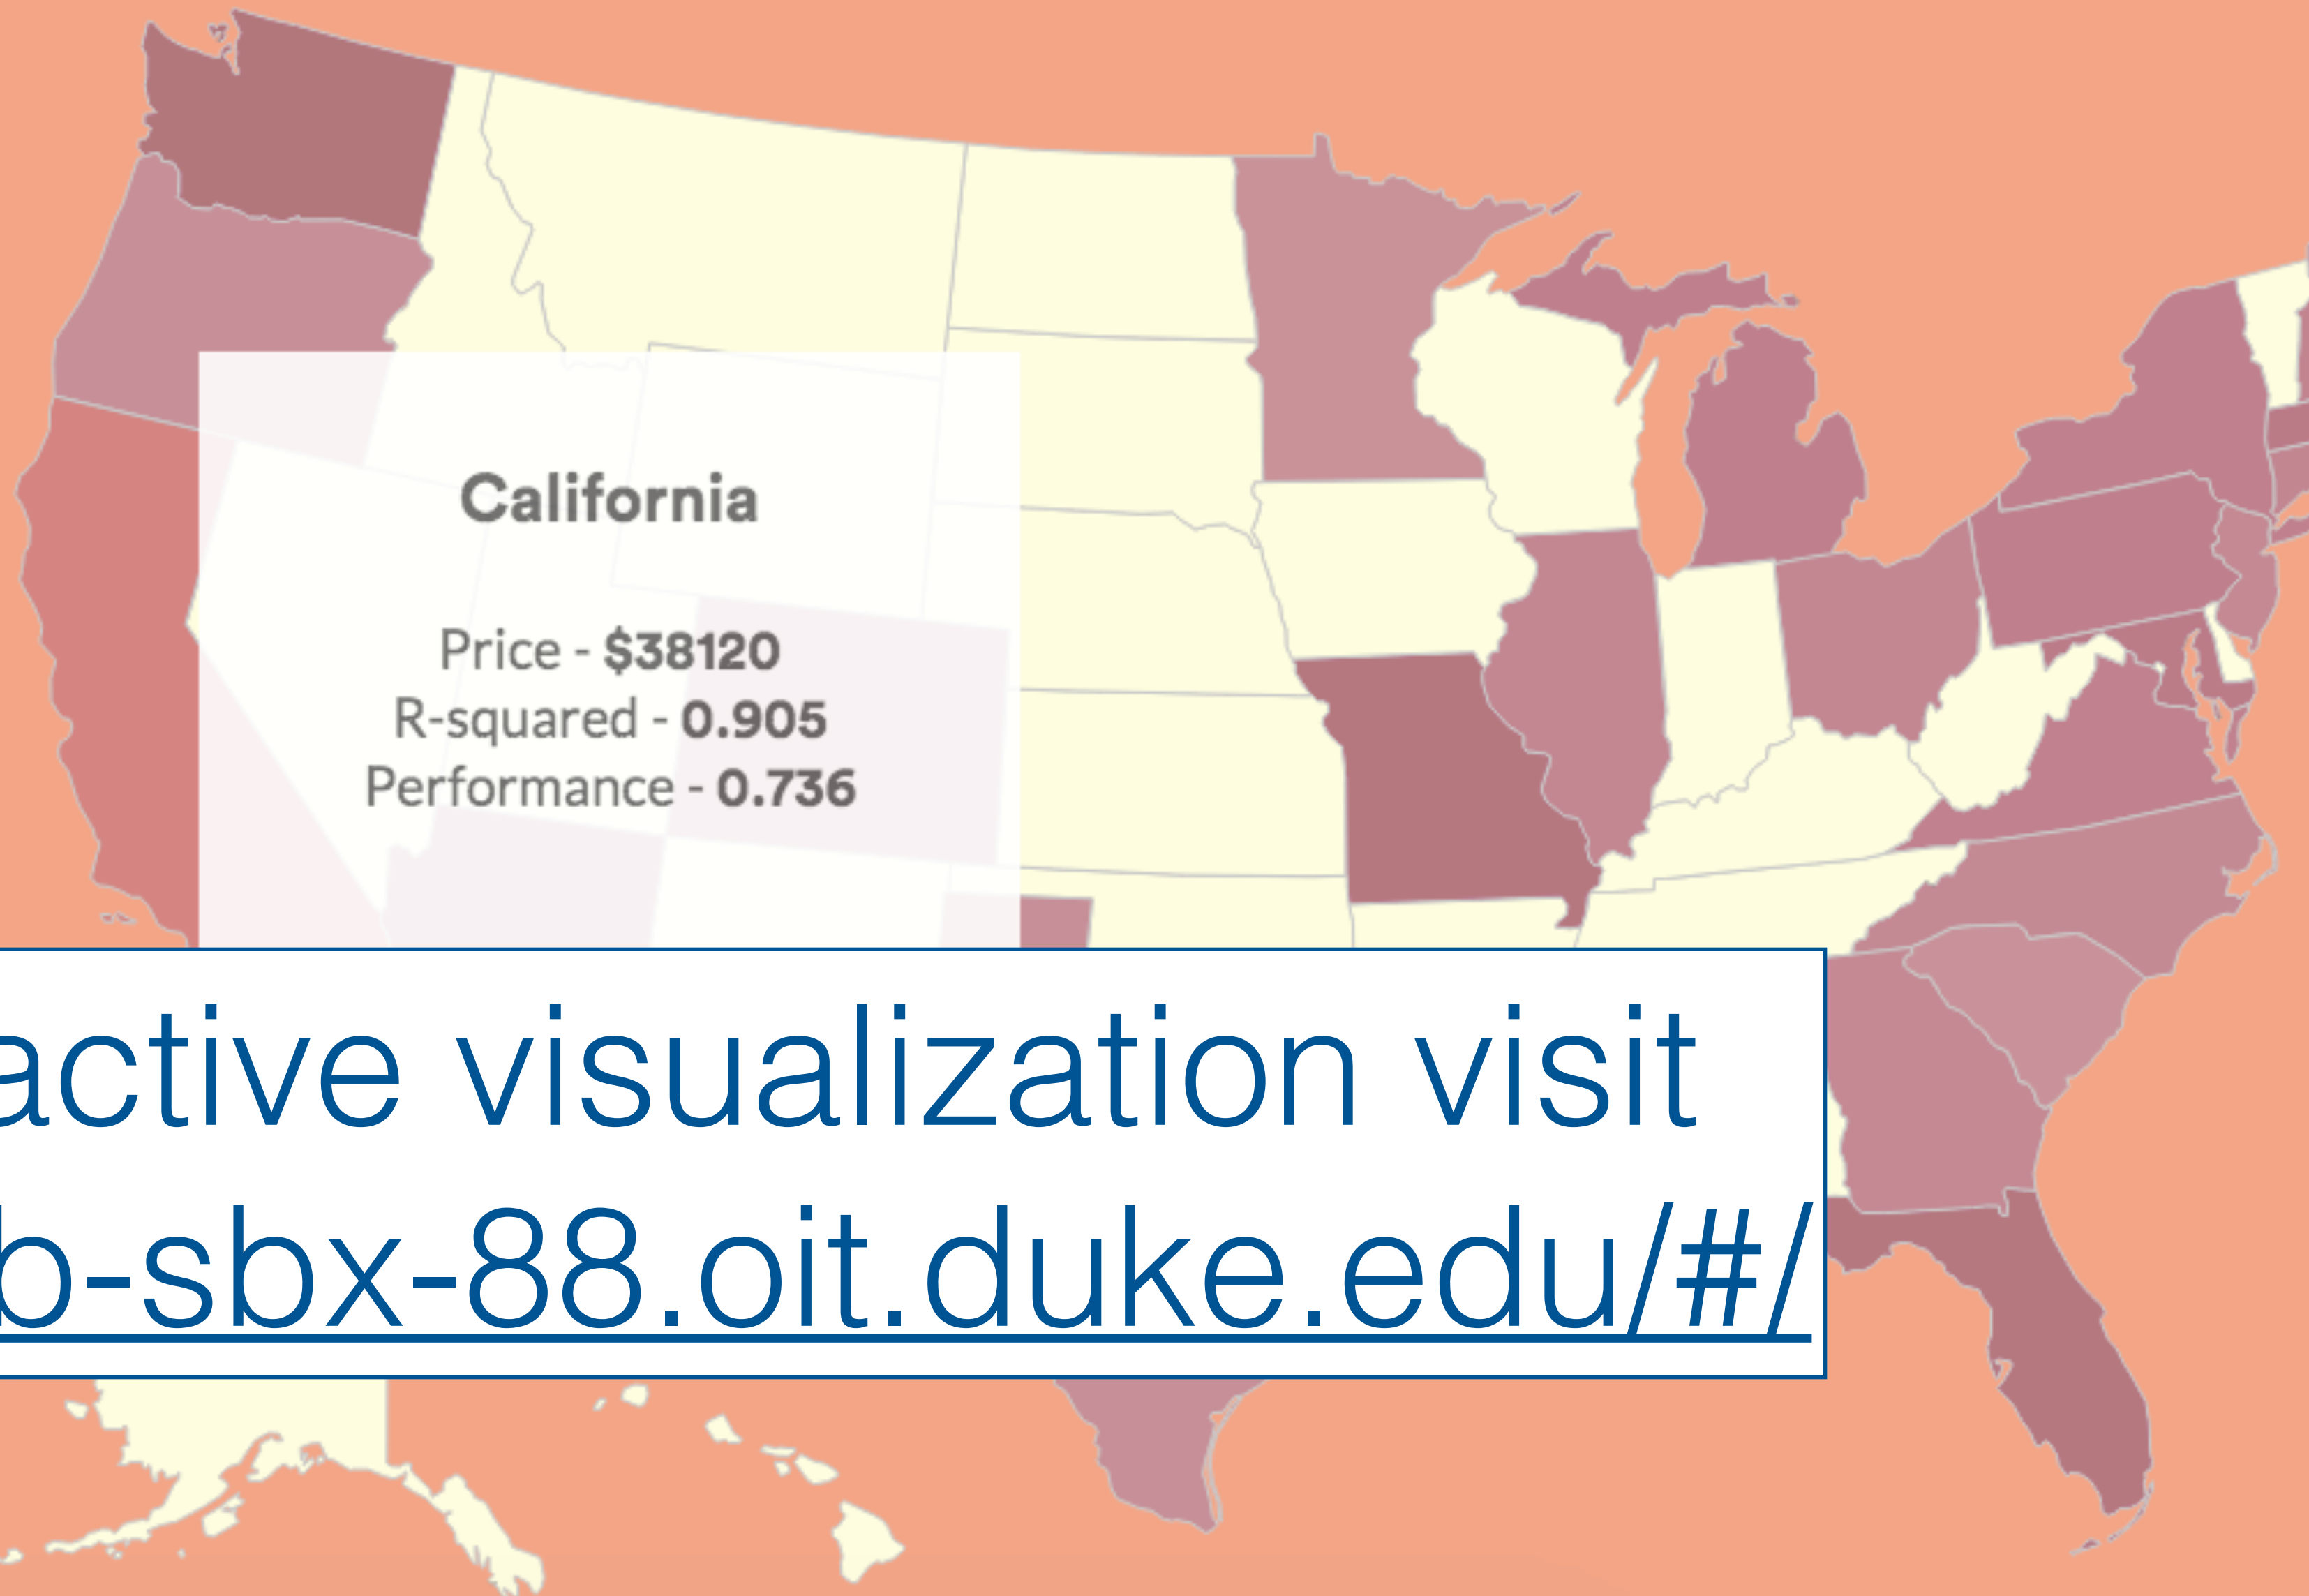 California
Price - $38120
R-squared - 0.905
Performance - 0.736
active visualization visit
b-sbx-88.oit.duke.edu/#/